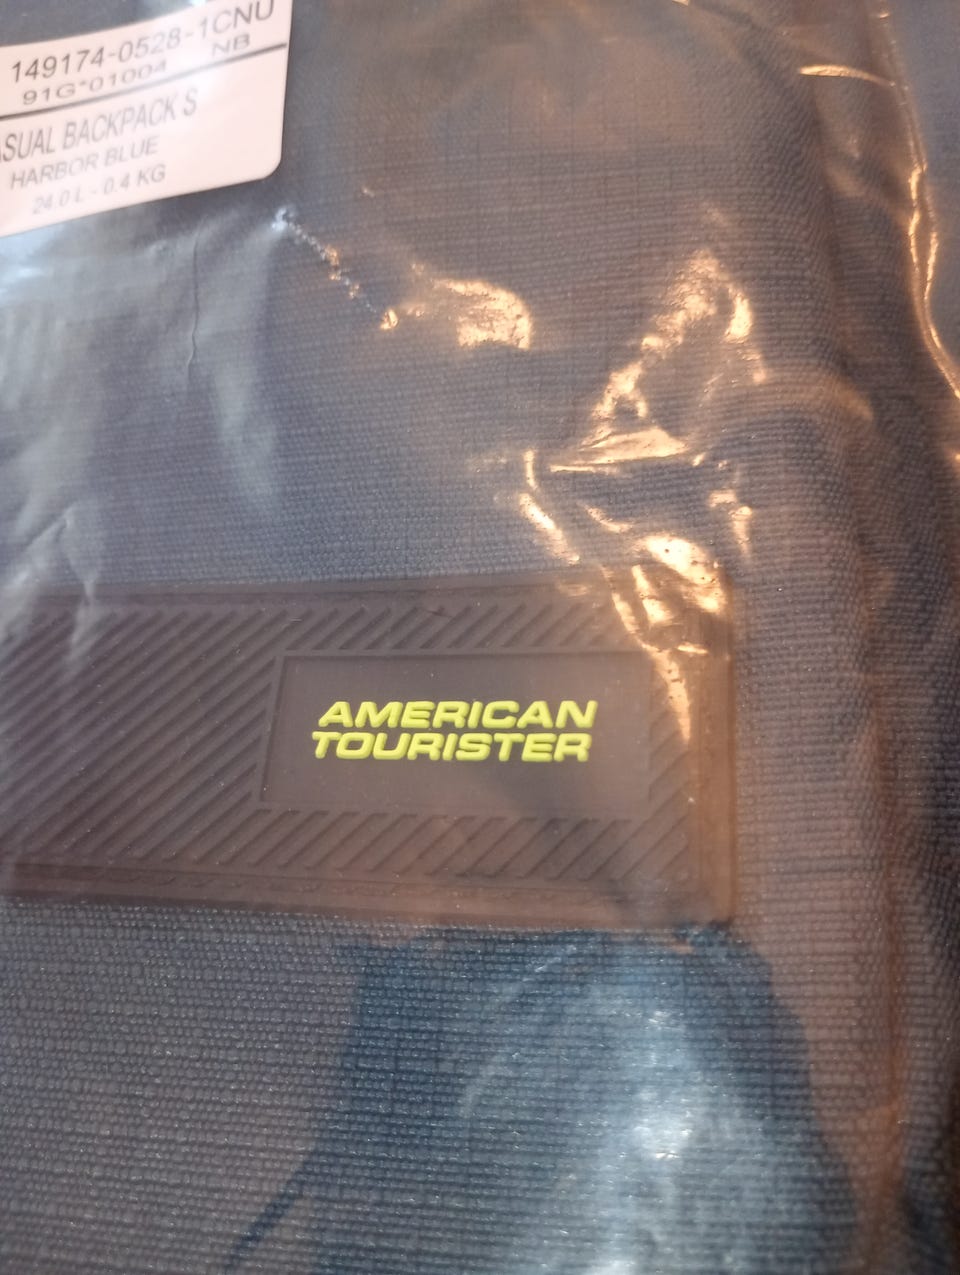 149174-0528-1CNU
91G*01004 NB
ASUAL BACKPACK S
HARBOR BLUE
24.0 L - 0.4 KG
AMERICAN
TOURISTER